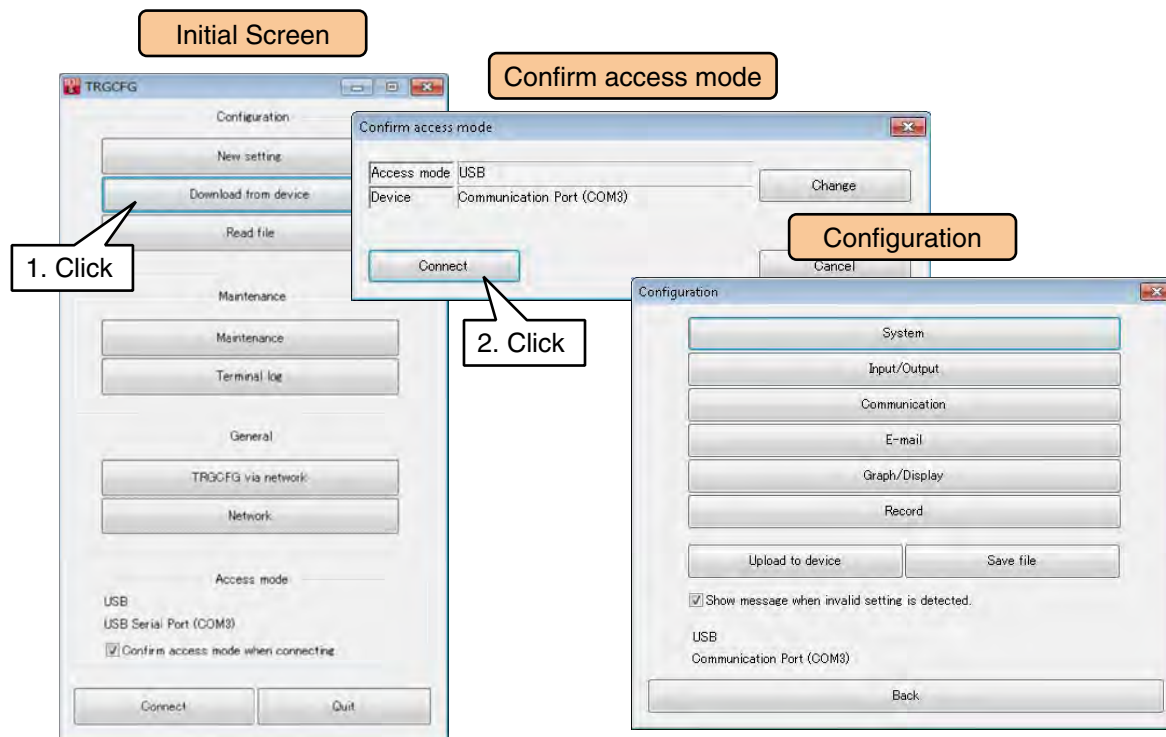 Initial Screen
TRGCFG
Configuration
New setting
Download from device
Read file
1. Click
Maintenance
Maintenance
Terminal log
General
TRGCFG via network
Network
Access mode
USB
USB Serial Port (COM3)
Confirm access mode when connecting
Connect
Quit
Confirm access mode
Confirm access mode
Access mode USB
Device Communication Port (COM3)
Change
Connect
Cancel
2. Click
Configuration
Configuration
System
Input/Output
Communication
E-mail
Graph/Display
Record
Upload to device
Save file
Show message when invalid setting is detected.
USB
Communication Port (COM3)
Back